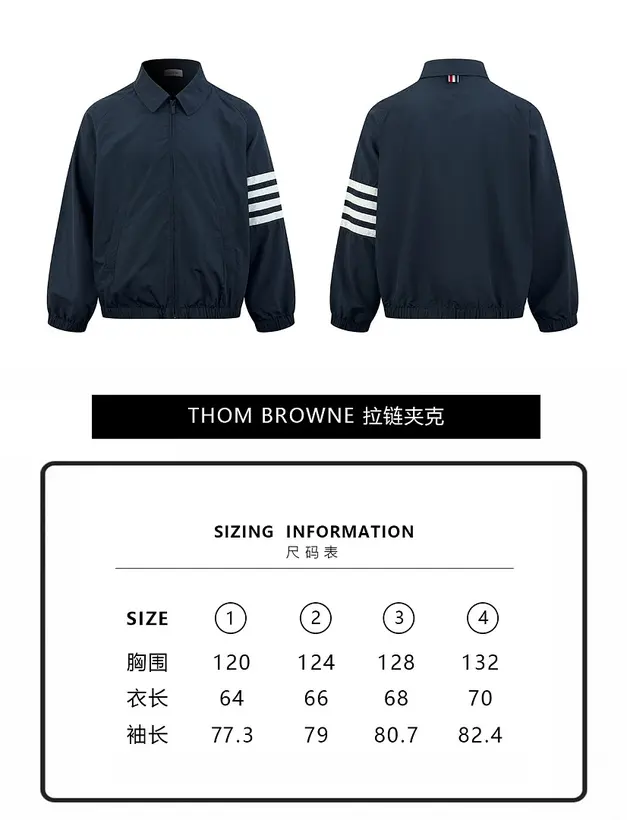 THOM BROWNE 拉链夹克
SIZING INFORMATION
尺码表
SIZE 1 2 3 4
胸围 120 124 128 132
衣长 64 66 68 70
袖长 77.3 79 80.7 82.4